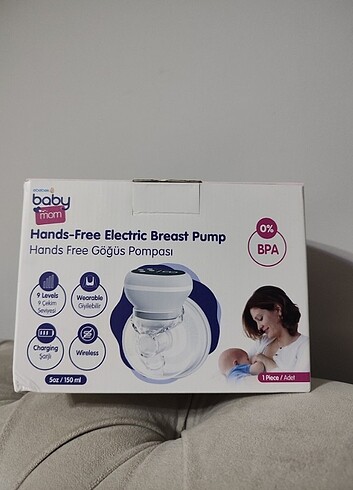 baby
mom
Hands-Free Electric Breast Pump
Hands Free Göğüs Pompası
0%
BPA
9 Levels
9 Çekim
Seviyesi
Wearable
Giyilebilir
Charging
Şarjlı
Wireless
5oz / 150 ml
1 Piece / Adet